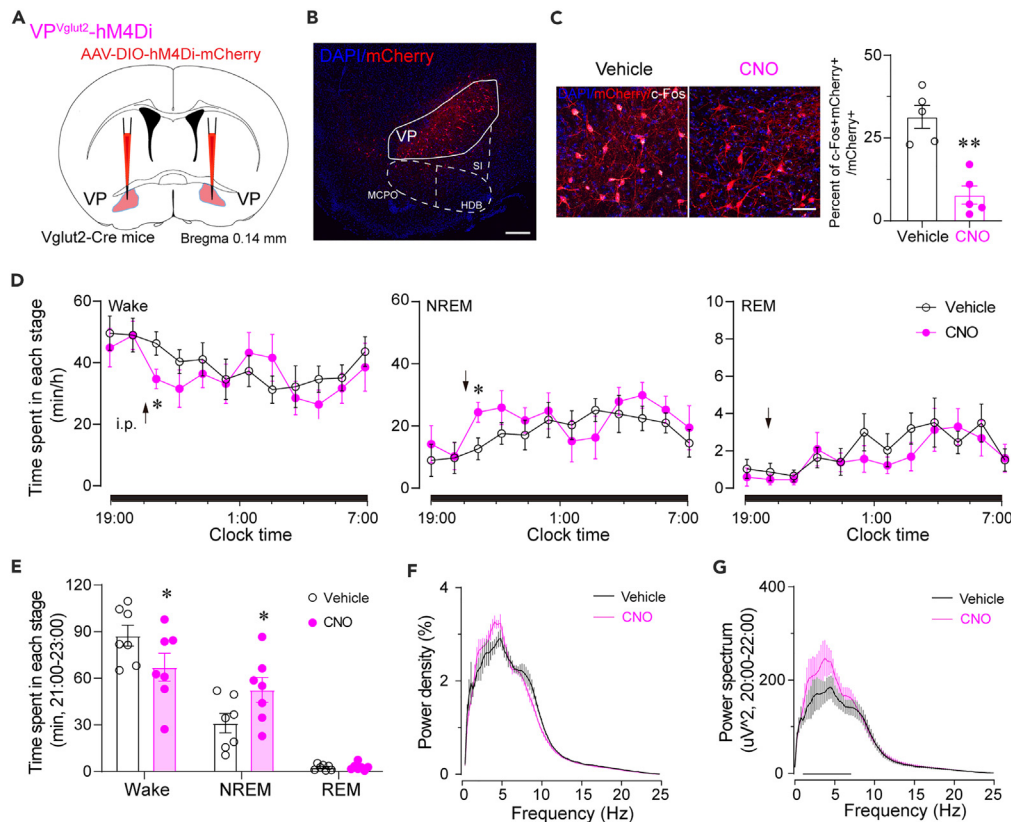 A
VP^Vglut2-hM4Di
AAV-DIO-hM4Di-mCherry
VP
VP
Vglut2-Cre mice
Bregma 0.14 mm
B
DAPI/mCherry
VP
SI
MCPO
HDB
C
Vehicle
CNO
DAPI/mCherry/c-Fos
Percent of c-Fos+mCherry+
/mCherry+
50
25
0
**
Vehicle
CNO
D
Time spent in each stage
(min/h)
Wake
60
40
20
0
i.p.
*
19:00
1:00
7:00
Clock time
NREM
60
40
20
0
*
19:00
1:00
7:00
Clock time
REM
10
8
6
4
2
0
Vehicle
CNO
19:00
1:00
7:00
Clock time
E
Time spent in each stage
(min, 21:00-23:00)
120
90
60
30
0
*
*
Vehicle
CNO
Wake
NREM
REM
F
Power density (%)
4
2
0
Vehicle
CNO
0
5
10
15
20
25
Frequency (Hz)
G
Power spectrum
(uV^2, 20:00-22:00)
400
200
0
Vehicle
CNO
0
5
10
15
20
25
Frequency (Hz)